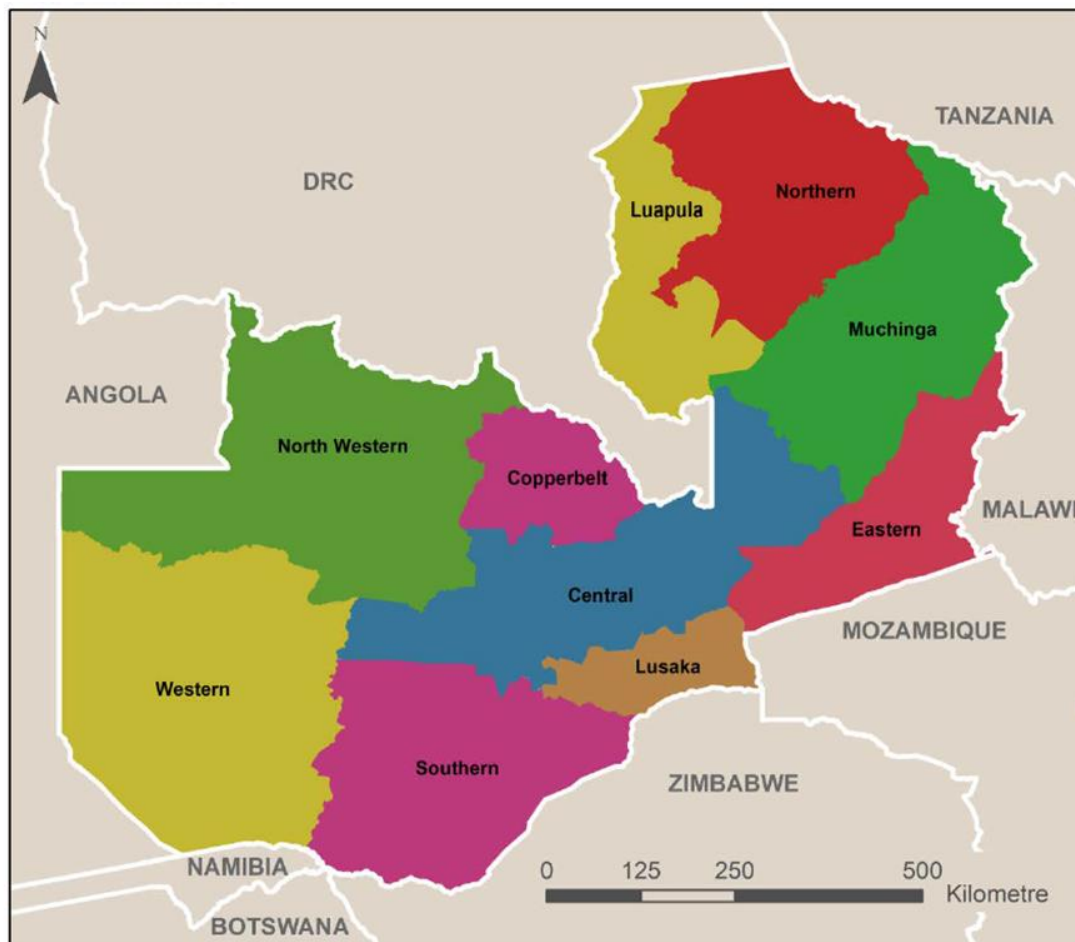 N
TANZANIA
DRC
Northern
Luapula
Muchinga
ANGOLA
North Western
Copperbelt
MALAWI
Eastern
Central
MOZAMBIQUE
Lusaka
Western
Southern
ZIMBABWE
NAMIBIA
0 125 250 500
Kilometre
BOTSWANA